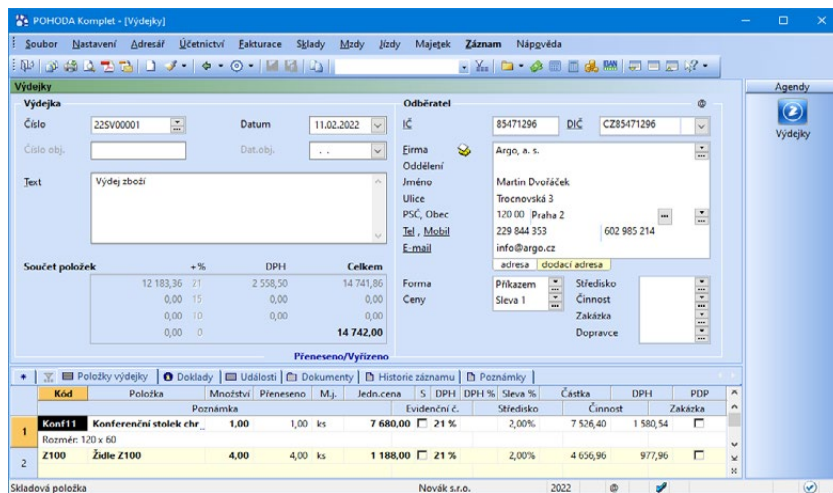 POHODA Komplet - [Výdejky]
Soubor Nastavení Adresář Účetnictví Fakturace Sklady Mzdy Jízdy Majetek Záznam Nápověda
Výdejky
Agendy
Výdejky
Výdejka
Číslo 22SV00001 Datum 11.02.2022
Číslo obj. Dat.obj. . .
Text Výdej zboží
Součet položek +% DPH Celkem
12 183,36 21 2 558,50 14 741,86
0,00 15 0,00 0,00
0,00 10 0,00 0,00
0,00 0 14 742,00
Odběratel @
IČ 85471296 DIČ CZ85471296
Firma Argo, a. s.
Oddělení
Jméno Martin Dvořáček
Ulice Trocnovská 3
PSČ, Obec 120 00 Praha 2
Tel , Mobil 229 844 353 602 985 214
E-mail info@argo.cz
adresa dodací adresa
Forma Příkazem Středisko
Ceny Sleva 1 Činnost
Zakázka
Dopravce
Přeneseno/Vyřízeno
Položky výdejky Doklady Události Dokumenty Historie záznamu Poznámky
Kód Položka Množství Přeneseno M.j. Jedn.cena S DPH DPH % Sleva % Částka DPH PDP
Poznámka Evidenční č. Středisko Činnost Zakázka
1 Konf11 Konferenční stolek chr... 1,00 1,00 ks 7 680,00 21 % 2,00% 7 526,40 1 580,54
Rozměr: 120 x 60
2 Z100 Židle Z100 4,00 4,00 ks 1 188,00 21 % 2,00% 4 656,96 977,96
Skladová položka Novák s.r.o. 2022 @